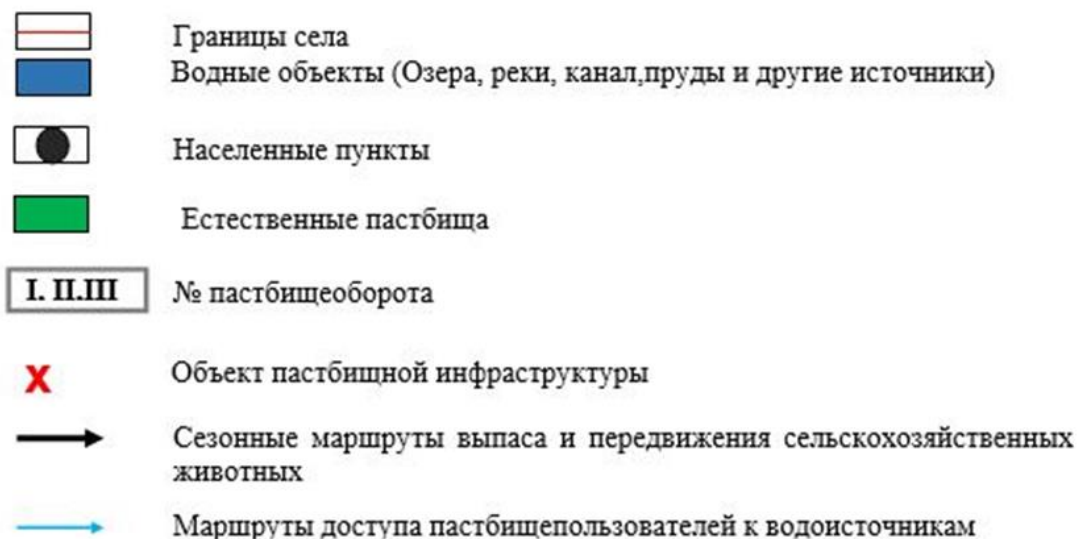 Границы села
Водные объекты (Озера, реки, канал,пруды и другие источники)
Населенные пункты
Естественные пастбища
I. II.III № пастбищеоборота
X Объект пастбищной инфраструктуры
Сезонные маршруты выпаса и передвижения сельскохозяйственных
животных
Маршруты доступа пастбищепользователей к водоисточникам